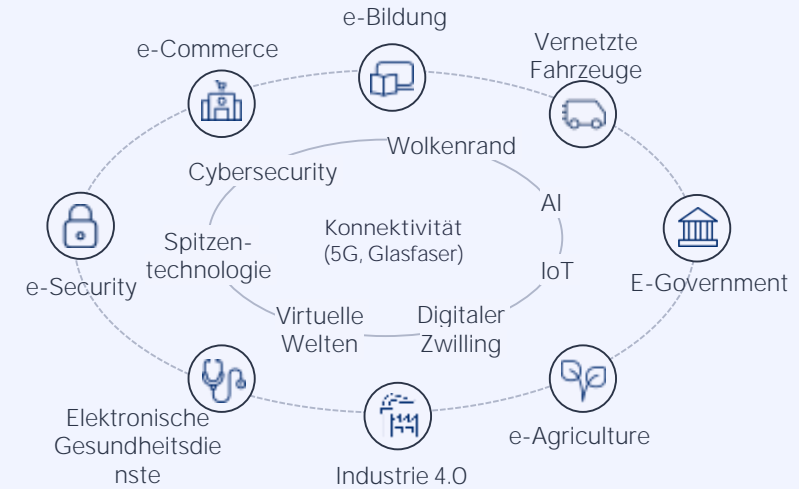 e-Bildung
e-Commerce
Vernetzte
Fahrzeuge
Wolkenrand
Cybersecurity
AI
Konnektivität
(5G, Glasfaser)
Spitzen-
technologie
IoT
E-Government
e-Security
Virtuelle
Welten
Digitaler
Zwilling
Elektronische
Gesundheitsdie
nste
e-Agriculture
Industrie 4.0